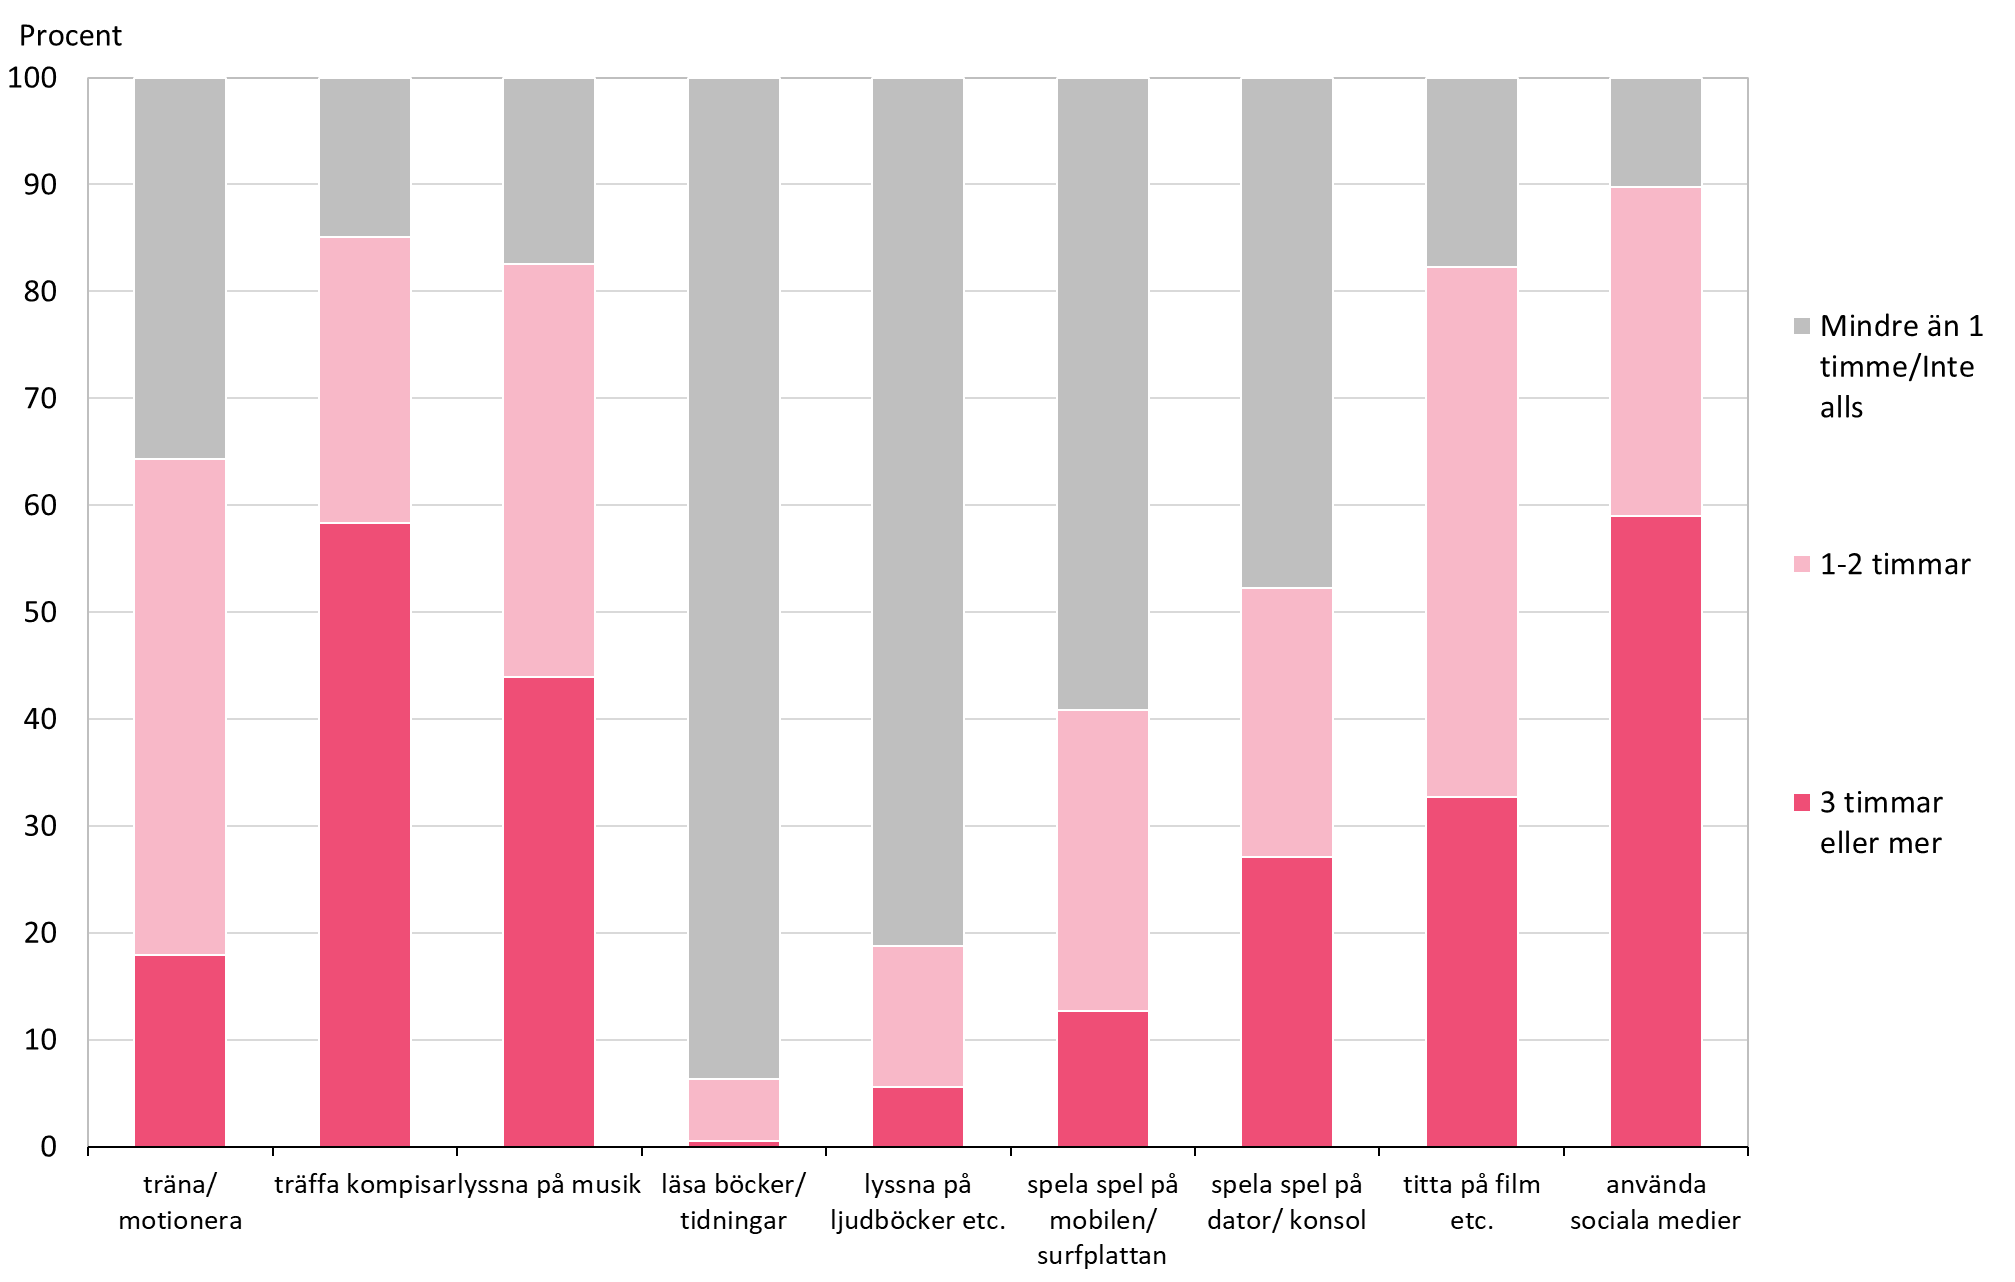 Procent
100
90
80
70
60
50
40
30
20
10
0
träna/
motionera
träffa kompisar
lyssna på musik
läsa böcker/
tidningar
lyssna på
ljudböcker etc.
spela spel på
mobilen/
surfplattan
spela spel på
dator/ konsol
titta på film
etc.
använda
sociala medier
Mindre än 1
timme/Inte
alls
1-2 timmar
3 timmar
eller mer